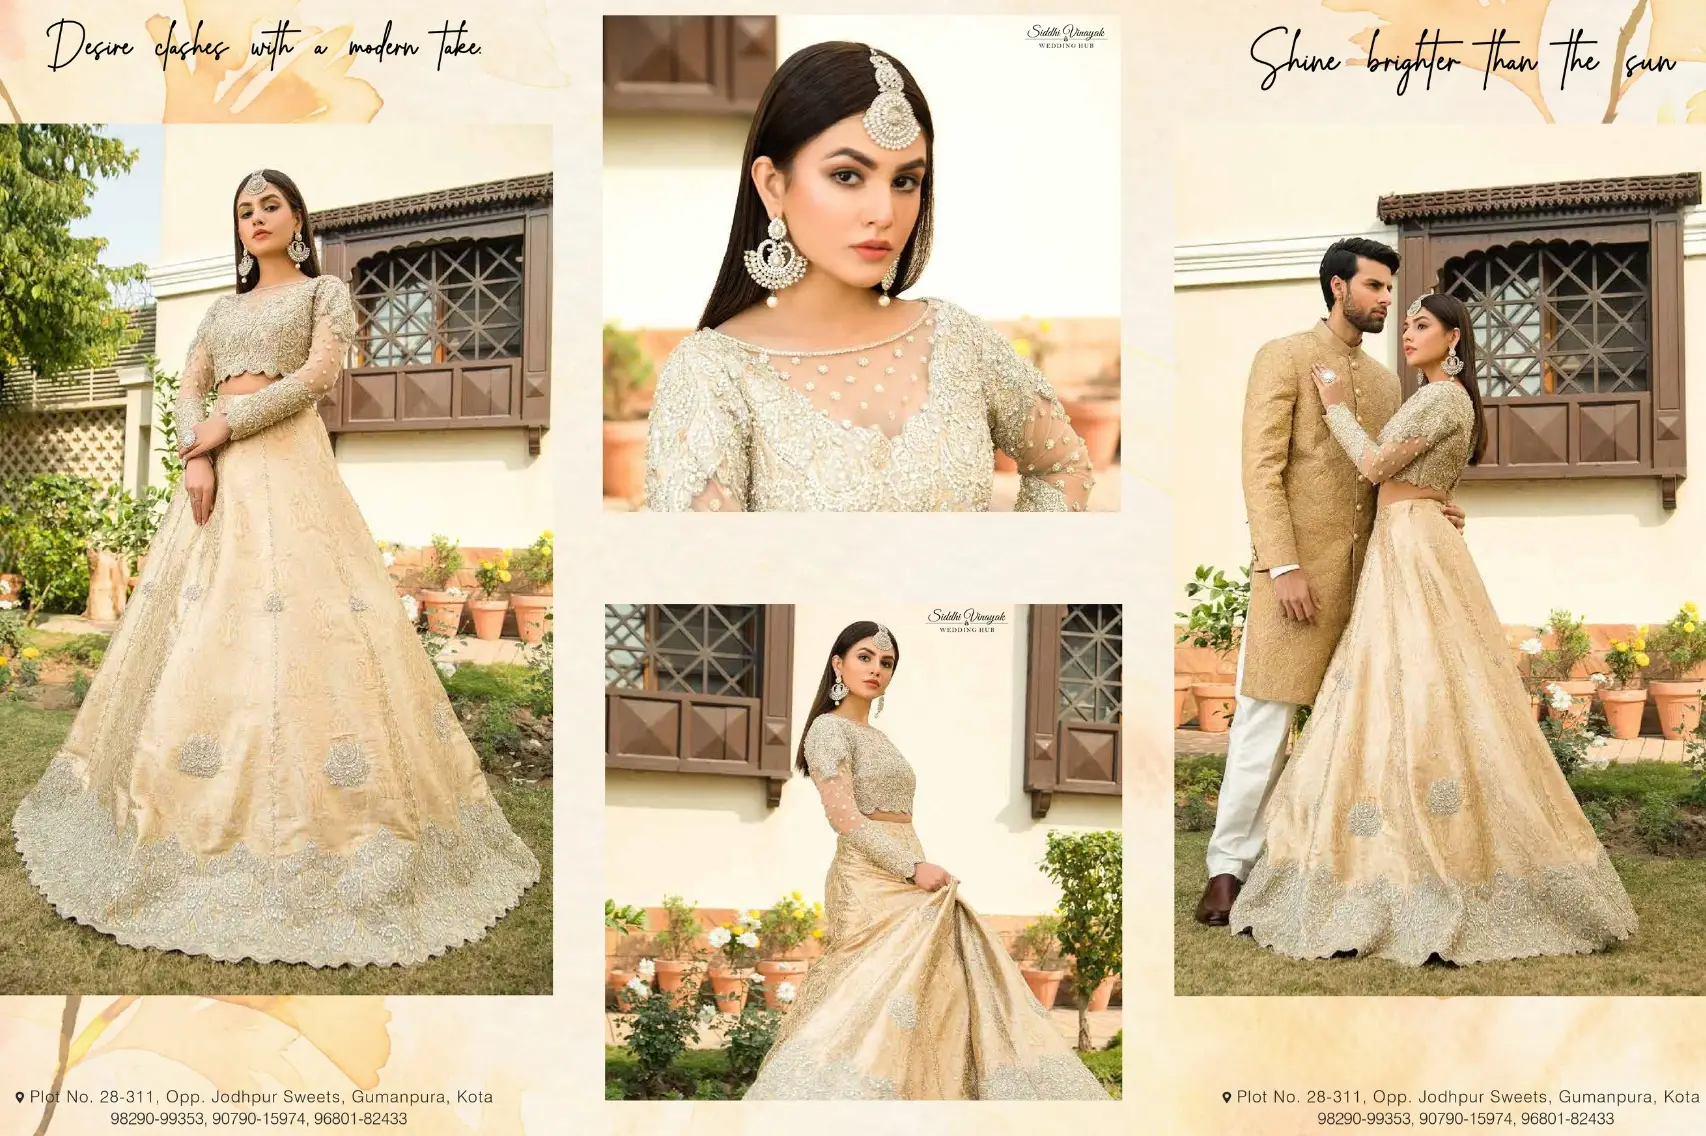 Desire clashes with a modern take.
Plot No. 28-311, Opp. Jodhpur Sweets, Gumanpura, Kota
98290-99353, 90790-15974, 96801-82433
Siddhi Vinayak
WEDDING HUB
Siddhi Vinayak
WEDDING HUB
Shine brighter than the sun
Plot No. 28-311, Opp. Jodhpur Sweets, Gumanpura, Kota
98290-99353, 90790-15974, 96801-82433